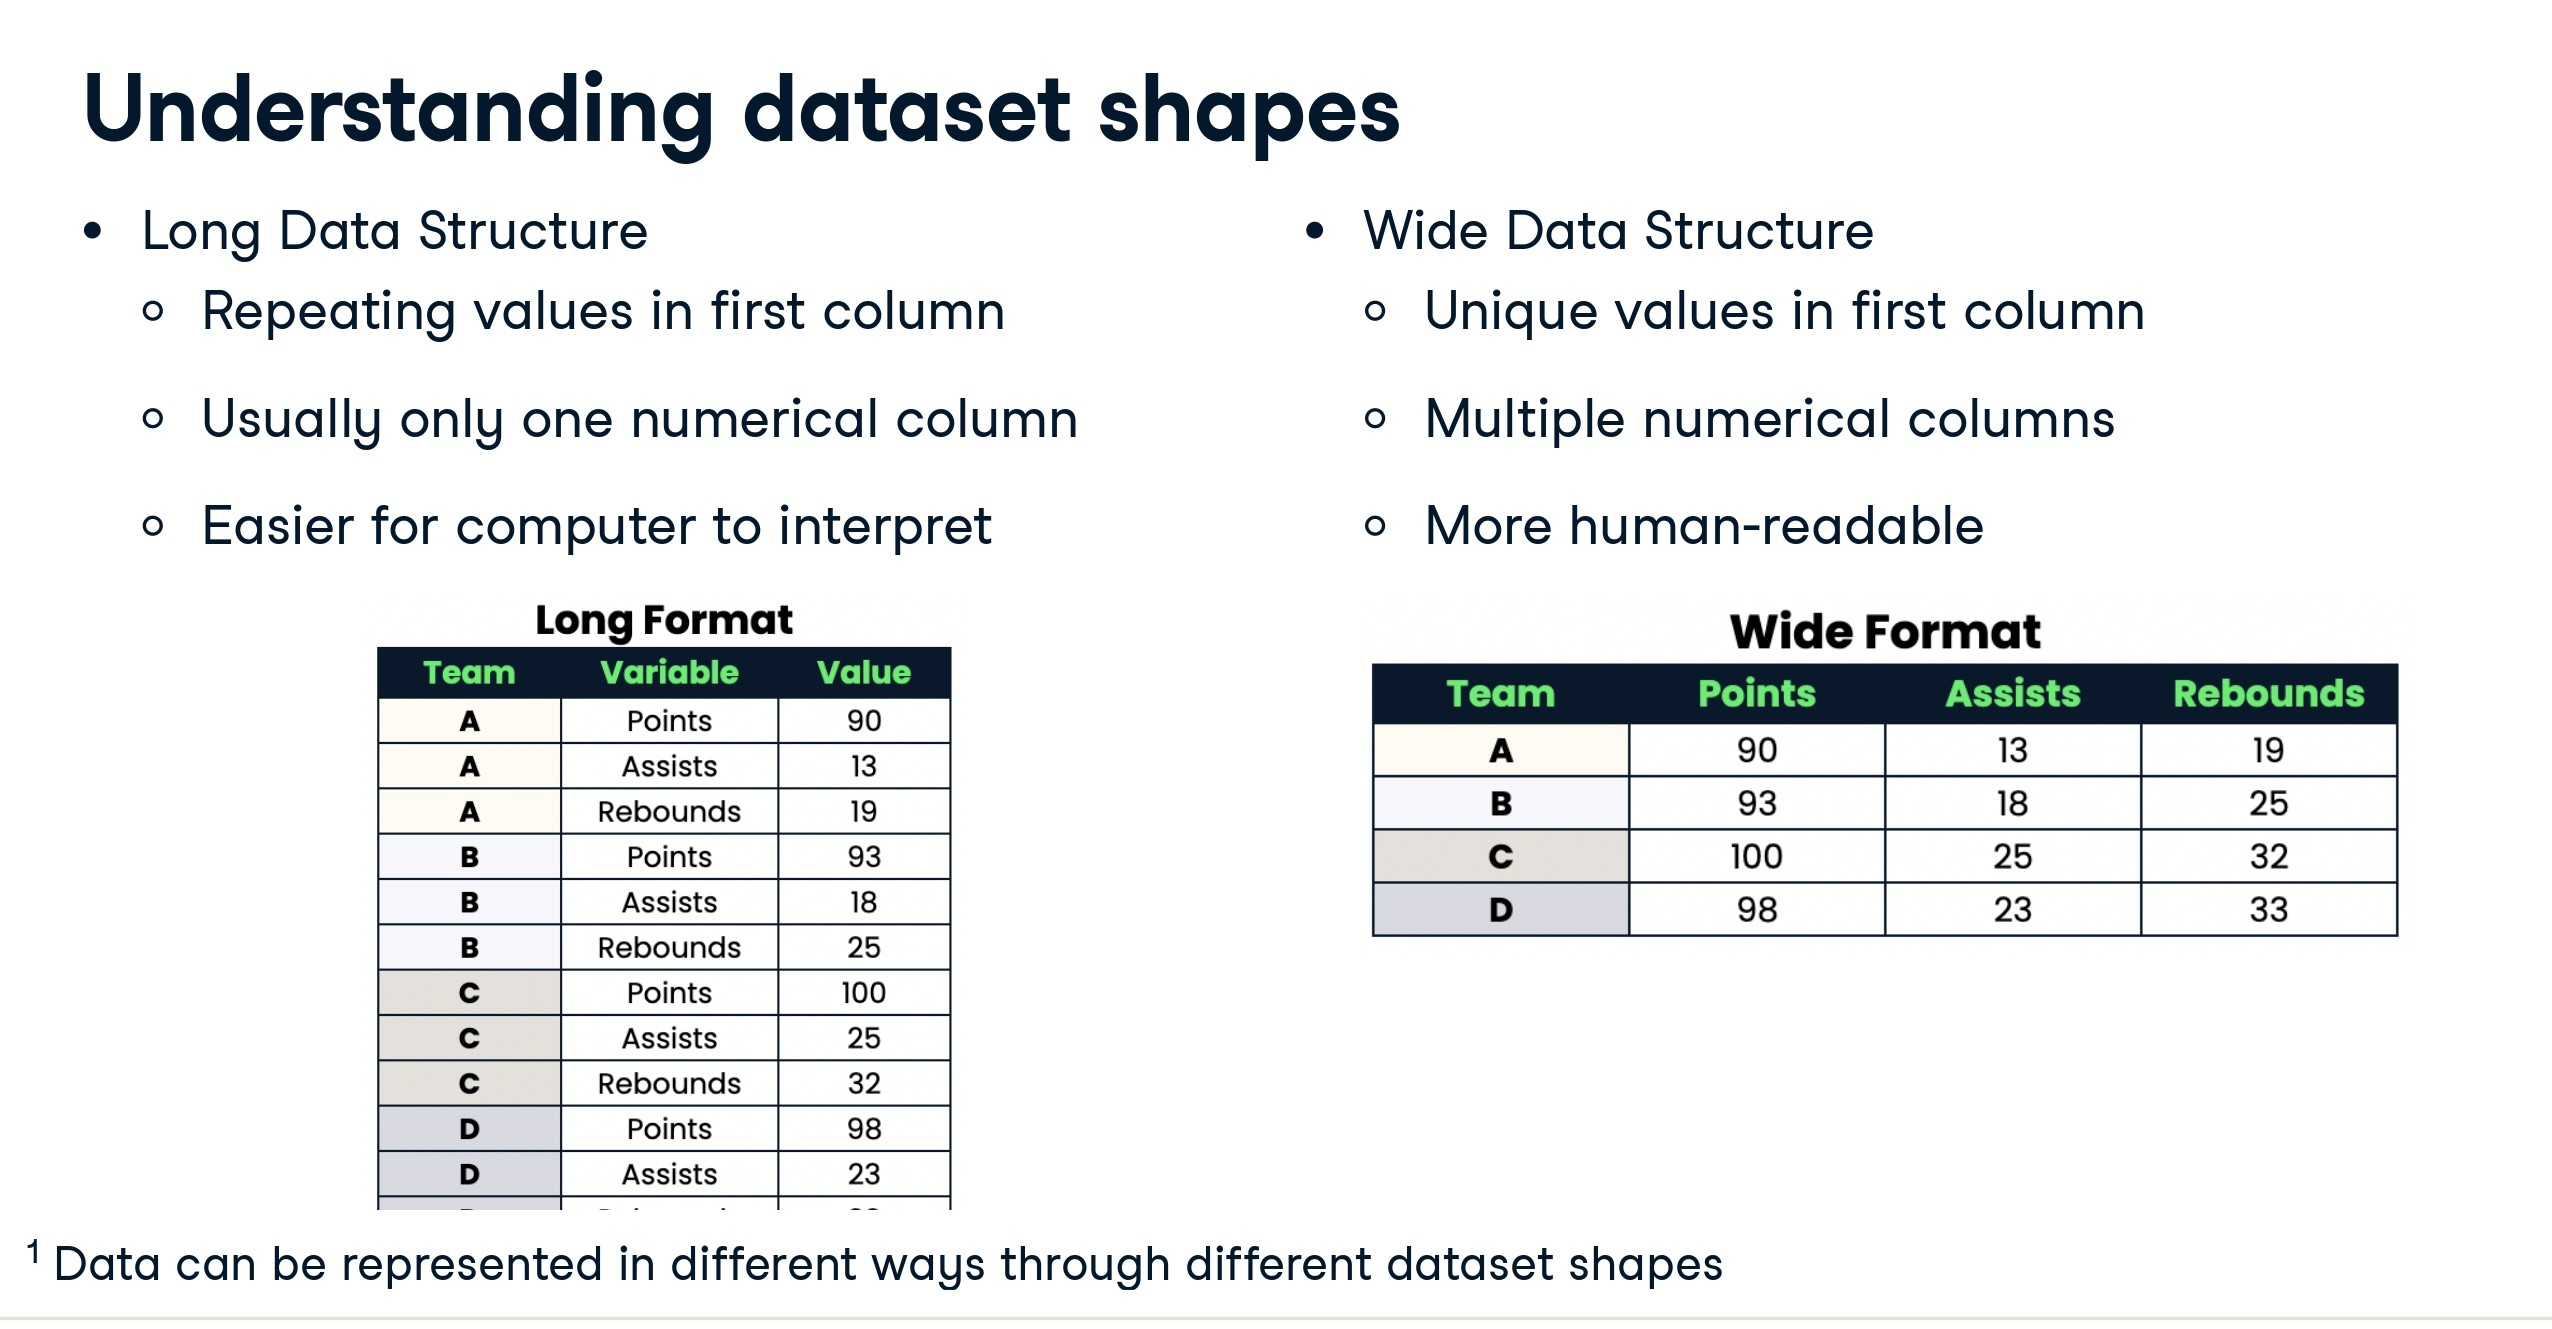 Understanding dataset shapes
• Long Data Structure
○ Repeating values in first column
○ Usually only one numerical column
○ Easier for computer to interpret
• Wide Data Structure
○ Unique values in first column
○ Multiple numerical columns
○ More human-readable
Long Format
Team Variable Value
A Points 90
A Assists 13
A Rebounds 19
B Points 93
B Assists 18
B Rebounds 25
C Points 100
C Assists 25
C Rebounds 32
D Points 98
D Assists 23
Wide Format
Team Points Assists Rebounds
A 90 13 19
B 93 18 25
C 100 25 32
D 98 23 33
1 Data can be represented in different ways through different dataset shapes